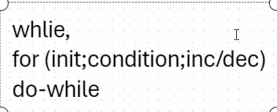 whlie,
for (init;condition;inc/dec)
do-while